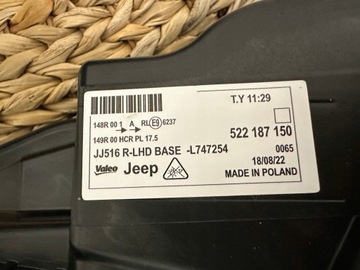 T.Y 11:29
148R 00 1 A RL E9 6237
149R 00 HCR PL 17.5
522 187 150
JJ516 R-LHD BASE -L747254 0065
Valeo Jeep 18/08/22
MADE IN POLAND